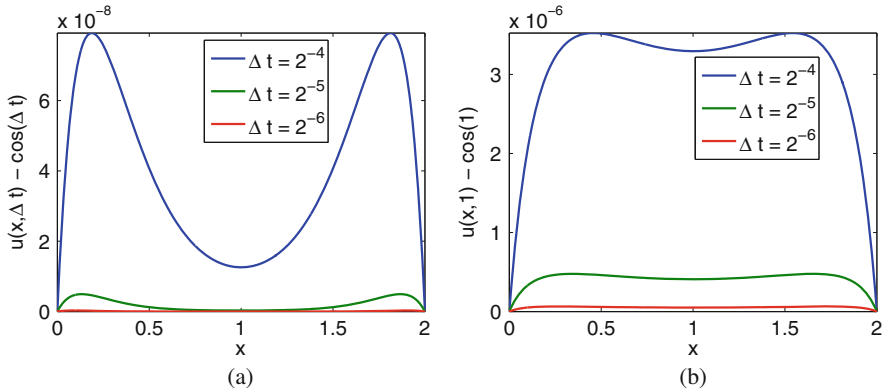 x 10⁻⁸
u(x,Δ t) − cos(Δ t)
6
4
2
0
0 0.5 1 1.5 2
x
Δ t = 2⁻⁴
Δ t = 2⁻⁵
Δ t = 2⁻⁶
(a)
x 10⁻⁶
u(x,1) − cos(1)
3
2
1
0
0 0.5 1 1.5 2
x
Δ t = 2⁻⁴
Δ t = 2⁻⁵
Δ t = 2⁻⁶
(b)